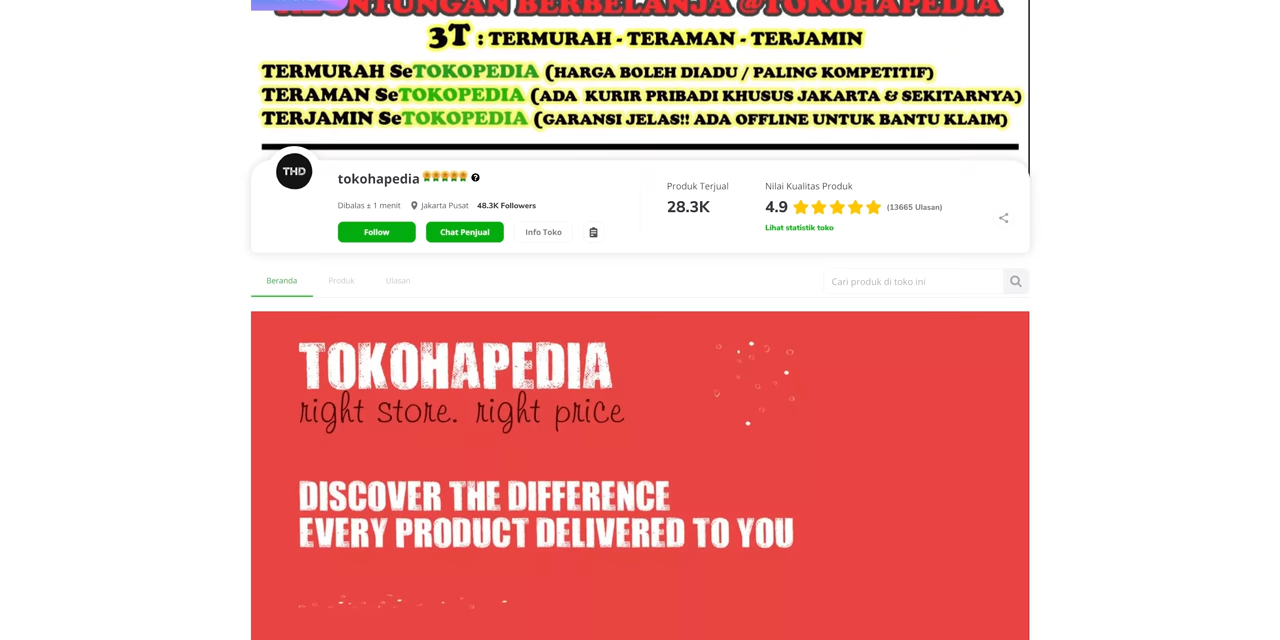 BERBELANJA @TOKOHAPEDIA
3T : TERMURAH - TERAMAN - TERJAMIN
TERMURAH SeTOKOPEDIA (HARGA BOLEH DIADU / PALING KOMPETITIF)
TERAMAN SeTOKOPEDIA (ADA KURIR PRIBADI KHUSUS JAKARTA & SEKITARNYA)
TERJAMIN SeTOKOPEDIA (GARANSI JELAS!! ADA OFFLINE UNTUK BANTU KLAIM)
THD
tokohapedia
Dibalas ± 1 menit Jakarta Pusat 48.3K Followers
Follow Chat Penjual Info Toko
Produk Terjual
28.3K
Nilai Kualitas Produk
4.9 (13665 Ulasan)
Lihat statistik toko
Beranda Produk Ulasan
Cari produk di toko ini
TOKOHAPEDIA
right store. right price
DISCOVER THE DIFFERENCE
EVERY PRODUCT DELIVERED TO YOU